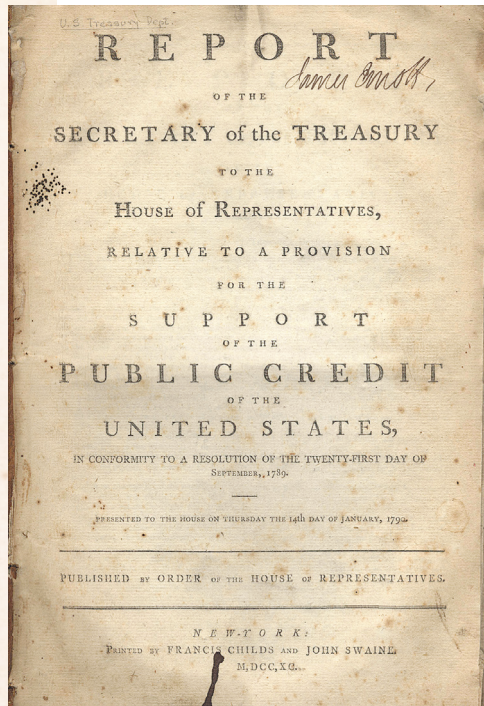 U.S Treasury Dept.
REPORT
James Emott,
OF THE
SECRETARY of the TREASURY
TO THE
HOUSE of REPRESENTATIVES,
RELATIVE TO A PROVISION
FOR THE
SUPPORT
OF THE
PUBLIC CREDIT
OF THE
UNITED STATES,
IN CONFORMITY TO A RESOLUTION OF THE TWENTY-FIRST DAY OF
SEPTEMBER, 1789.
PRESENTED TO THE HOUSE ON THURSDAY THE 14th DAY OF JANUARY, 1790.
PUBLISHED BY ORDER OF THE HOUSE OF REPRESENTATIVES.
NEW-YORK:
PRINTED BY FRANCIS CHILDS AND JOHN SWAINE.
M,DCC,XC.